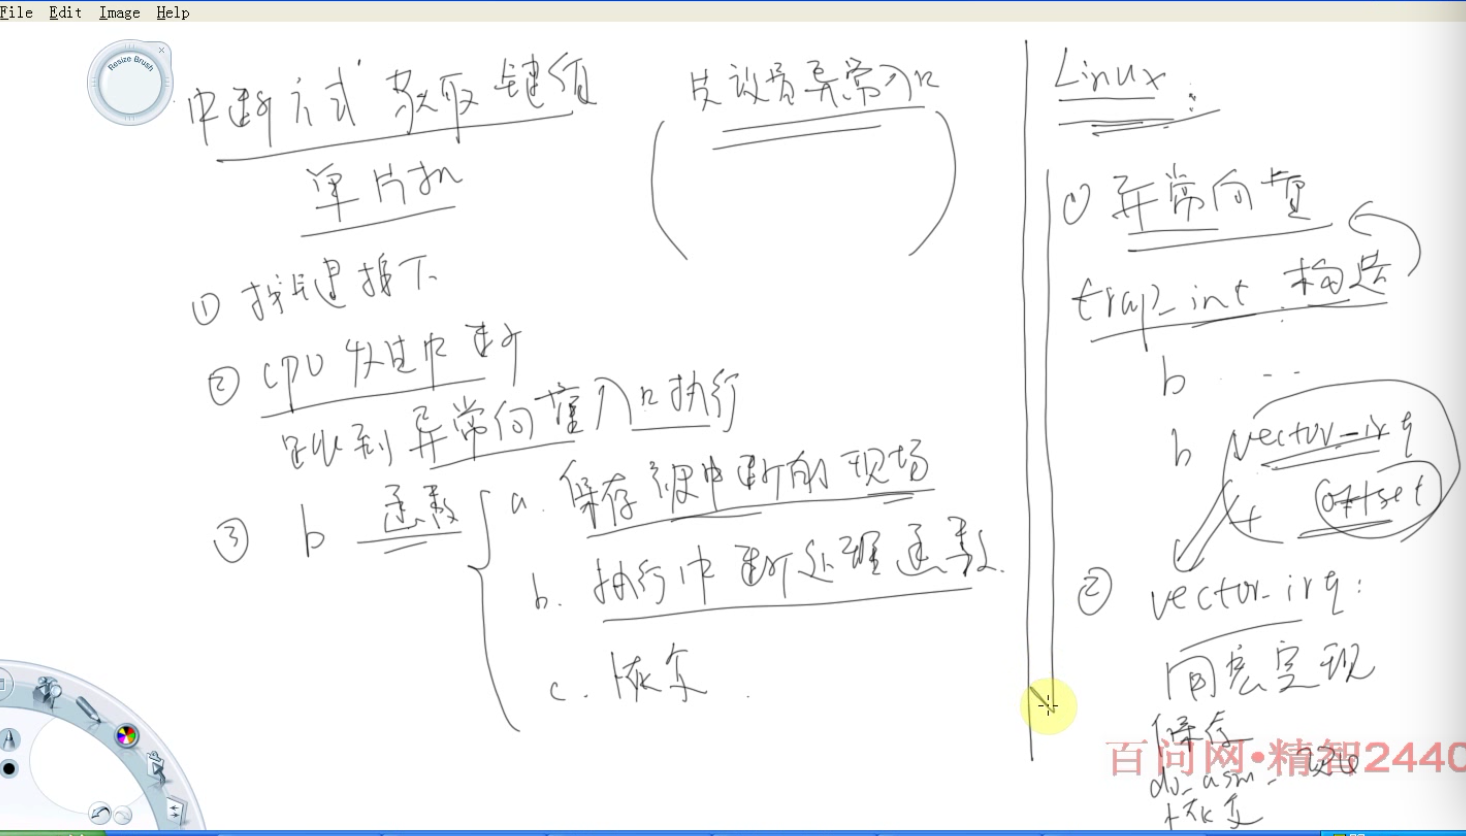 File Edit Image Help
Resize Brush
中断方式获取键值
单片机
先设置异常入口
① 按键按下
② CPU 发生中断
跳到异常向量入口执行
③ b 函数
a. 保存被中断的现场
b. 执行中断处理函数.
c. 恢复.
Linux:
① 异常向量
trap_int 构造
b ...
b vector_irq
+ offset
② vector_irq:
用宏实现
保存
do_asm_
恢复
百问网•精智2440